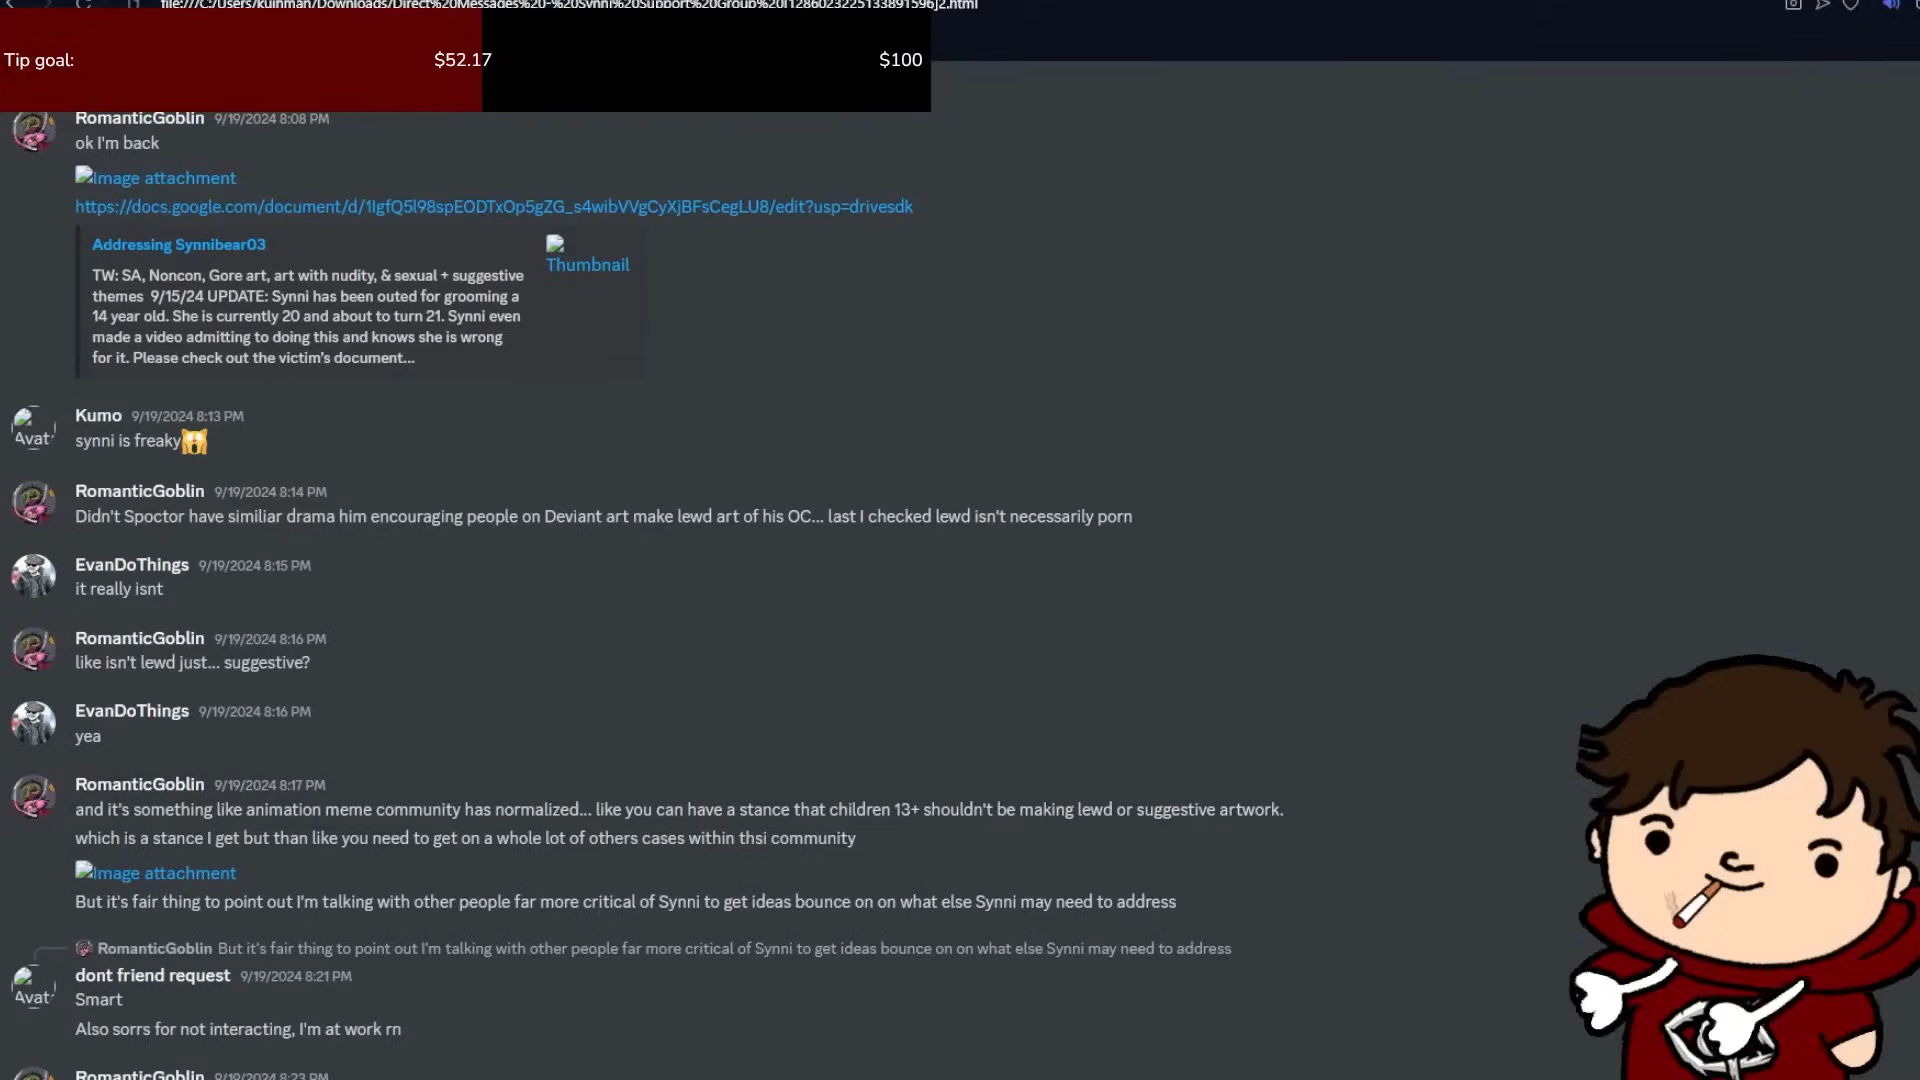 file:///C:/Users/kuinman/Downloads/Direct%20Messages%20-%20Synni%20Support%20Group%20[1286023225133891596]2.html
Tip goal: $52.17 $100
RomanticGoblin 9/19/2024 8:08 PM
ok I'm back
Image attachment
https://docs.google.com/document/d/1IgfQ5l98spEODTxOp5gZG_s4wibVVgCyXjBFsCegLU8/edit?usp=drivesdk
Addressing Synnibear03
Thumbnail
TW: SA, Noncon, Gore art, art with nudity, & sexual + suggestive
themes 9/15/24 UPDATE: Synni has been outed for grooming a
14 year old. She is currently 20 and about to turn 21. Synni even
made a video admitting to doing this and knows she is wrong
for it. Please check out the victim's document...
Avat
Kumo 9/19/2024 8:13 PM
synni is freaky
RomanticGoblin 9/19/2024 8:14 PM
Didn't Spoctor have similiar drama him encouraging people on Deviant art make lewd art of his OC... last I checked lewd isn't necessarily porn
EvanDoThings 9/19/2024 8:15 PM
it really isnt
RomanticGoblin 9/19/2024 8:16 PM
like isn't lewd just... suggestive?
EvanDoThings 9/19/2024 8:16 PM
yea
RomanticGoblin 9/19/2024 8:17 PM
and it's something like animation meme community has normalized... like you can have a stance that children 13+ shouldn't be making lewd or suggestive artwork.
which is a stance I get but than like you need to get on a whole lot of others cases within thsi community
Image attachment
But it's fair thing to point out I'm talking with other people far more critical of Synni to get ideas bounce on on what else Synni may need to address
RomanticGoblin But it's fair thing to point out I'm talking with other people far more critical of Synni to get ideas bounce on on what else Synni may need to address
Avat
dont friend request 9/19/2024 8:21 PM
Smart
Also sorrs for not interacting, I'm at work rn
RomanticGoblin 9/19/2024 8:23 PM